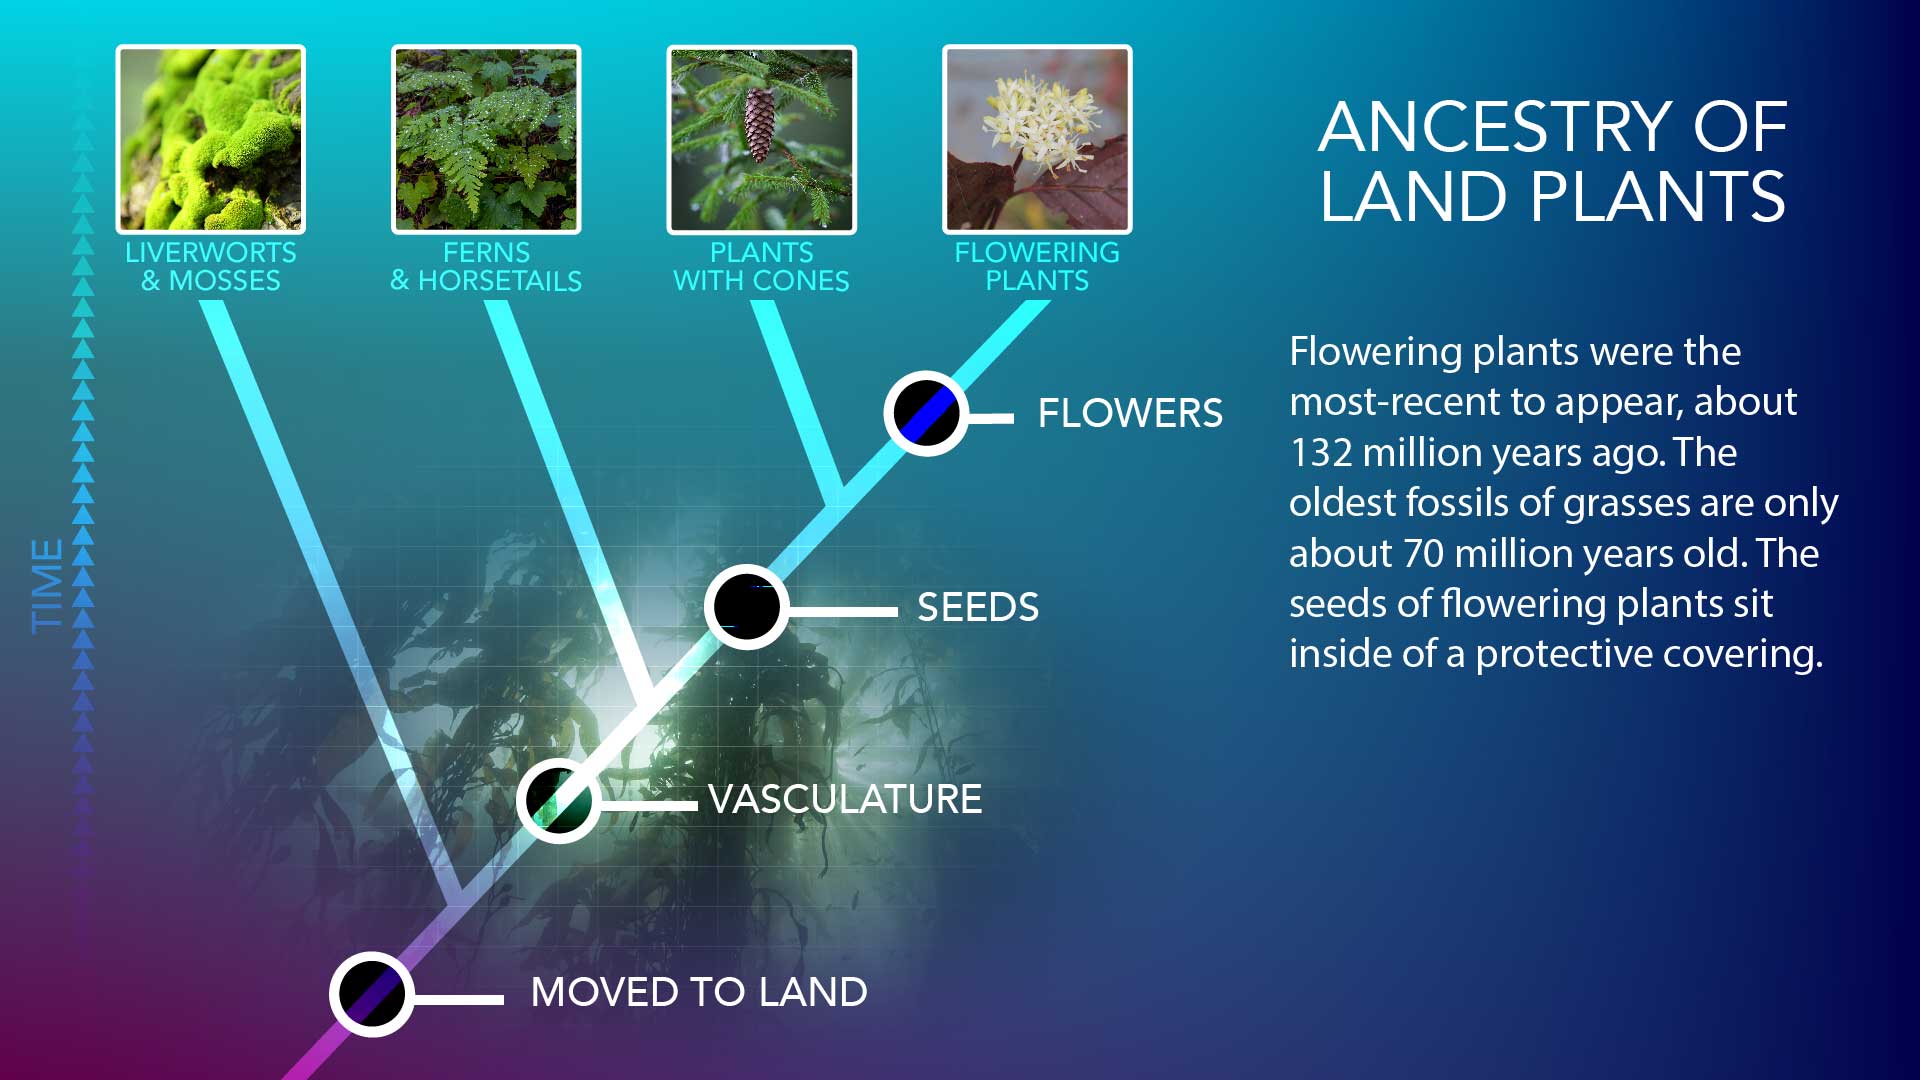 ANCESTRY OF
LAND PLANTS
LIVERWORTS
& MOSSES
FERNS
& HORSETAILS
PLANTS
WITH CONES
FLOWERING
PLANTS
Flowering plants were the
most-recent to appear, about
132 million years ago. The
oldest fossils of grasses are only
about 70 million years old. The
seeds of flowering plants sit
inside of a protective covering.
FLOWERS
SEEDS
VASCULATURE
MOVED TO LAND
TIME